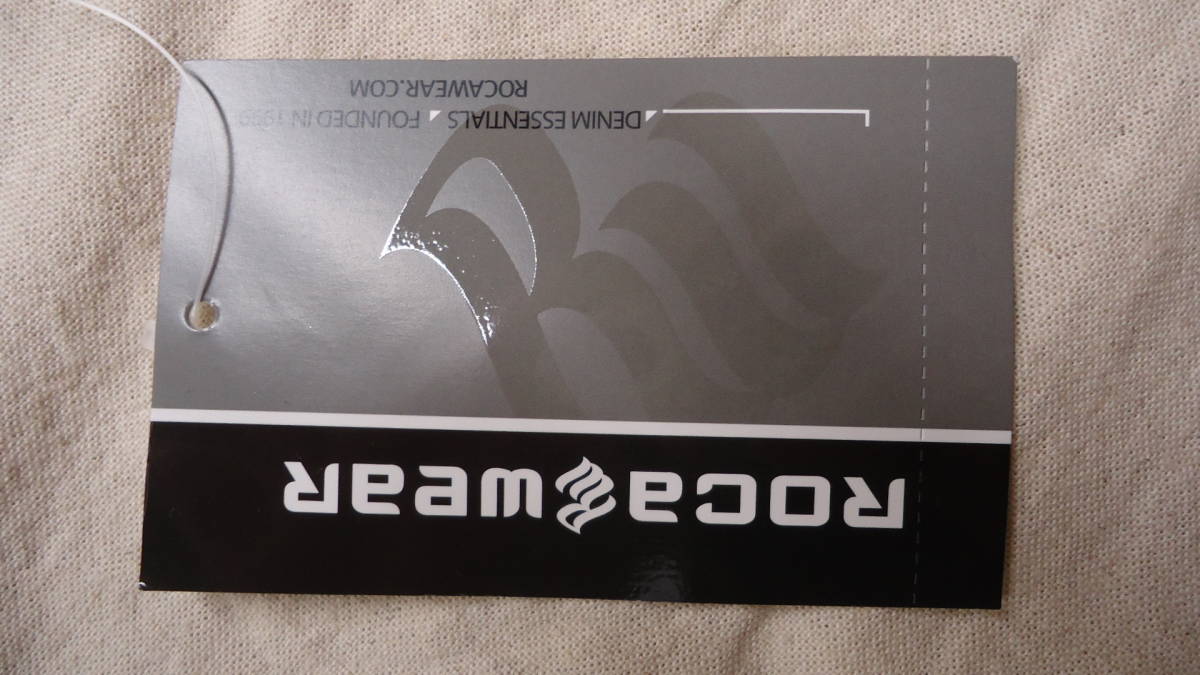 ROCAWEAR
DENIM ESSENTIALS FOUNDED IN 1999
ROCAWEAR.COM